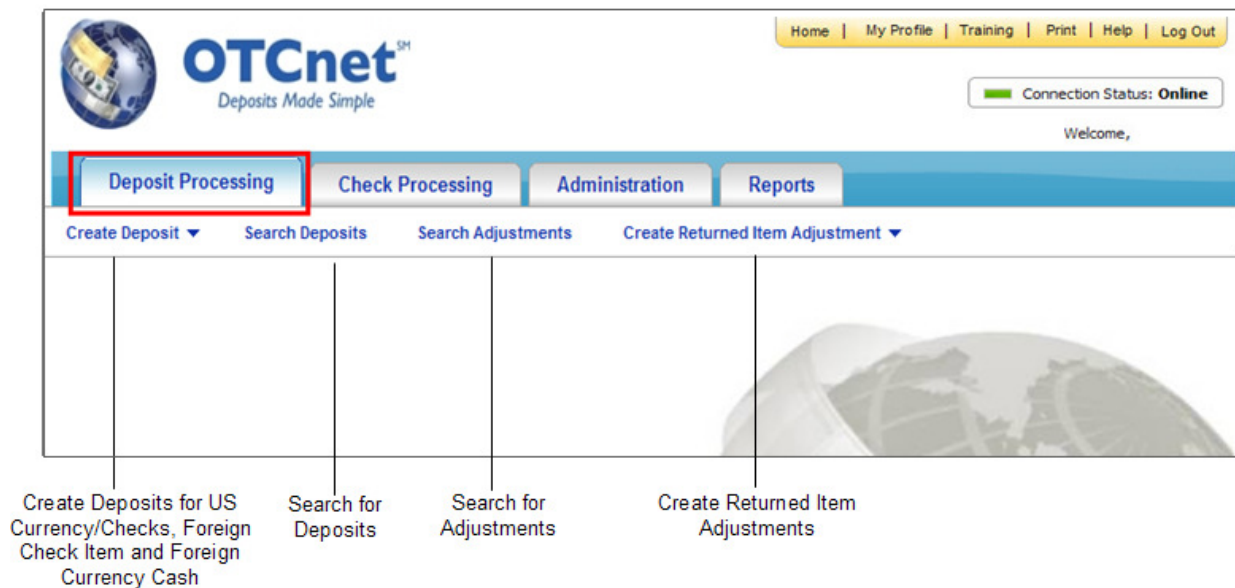 Home | My Profile | Training | Print | Help | Log Out
OTCnet SM
Deposits Made Simple
Connection Status: Online
Welcome,
Deposit Processing Check Processing Administration Reports
Create Deposit Search Deposits Search Adjustments Create Returned Item Adjustment
Create Deposits for US
Currency/Checks, Foreign
Check Item and Foreign
Currency Cash
Search for
Deposits
Search for
Adjustments
Create Returned Item
Adjustments